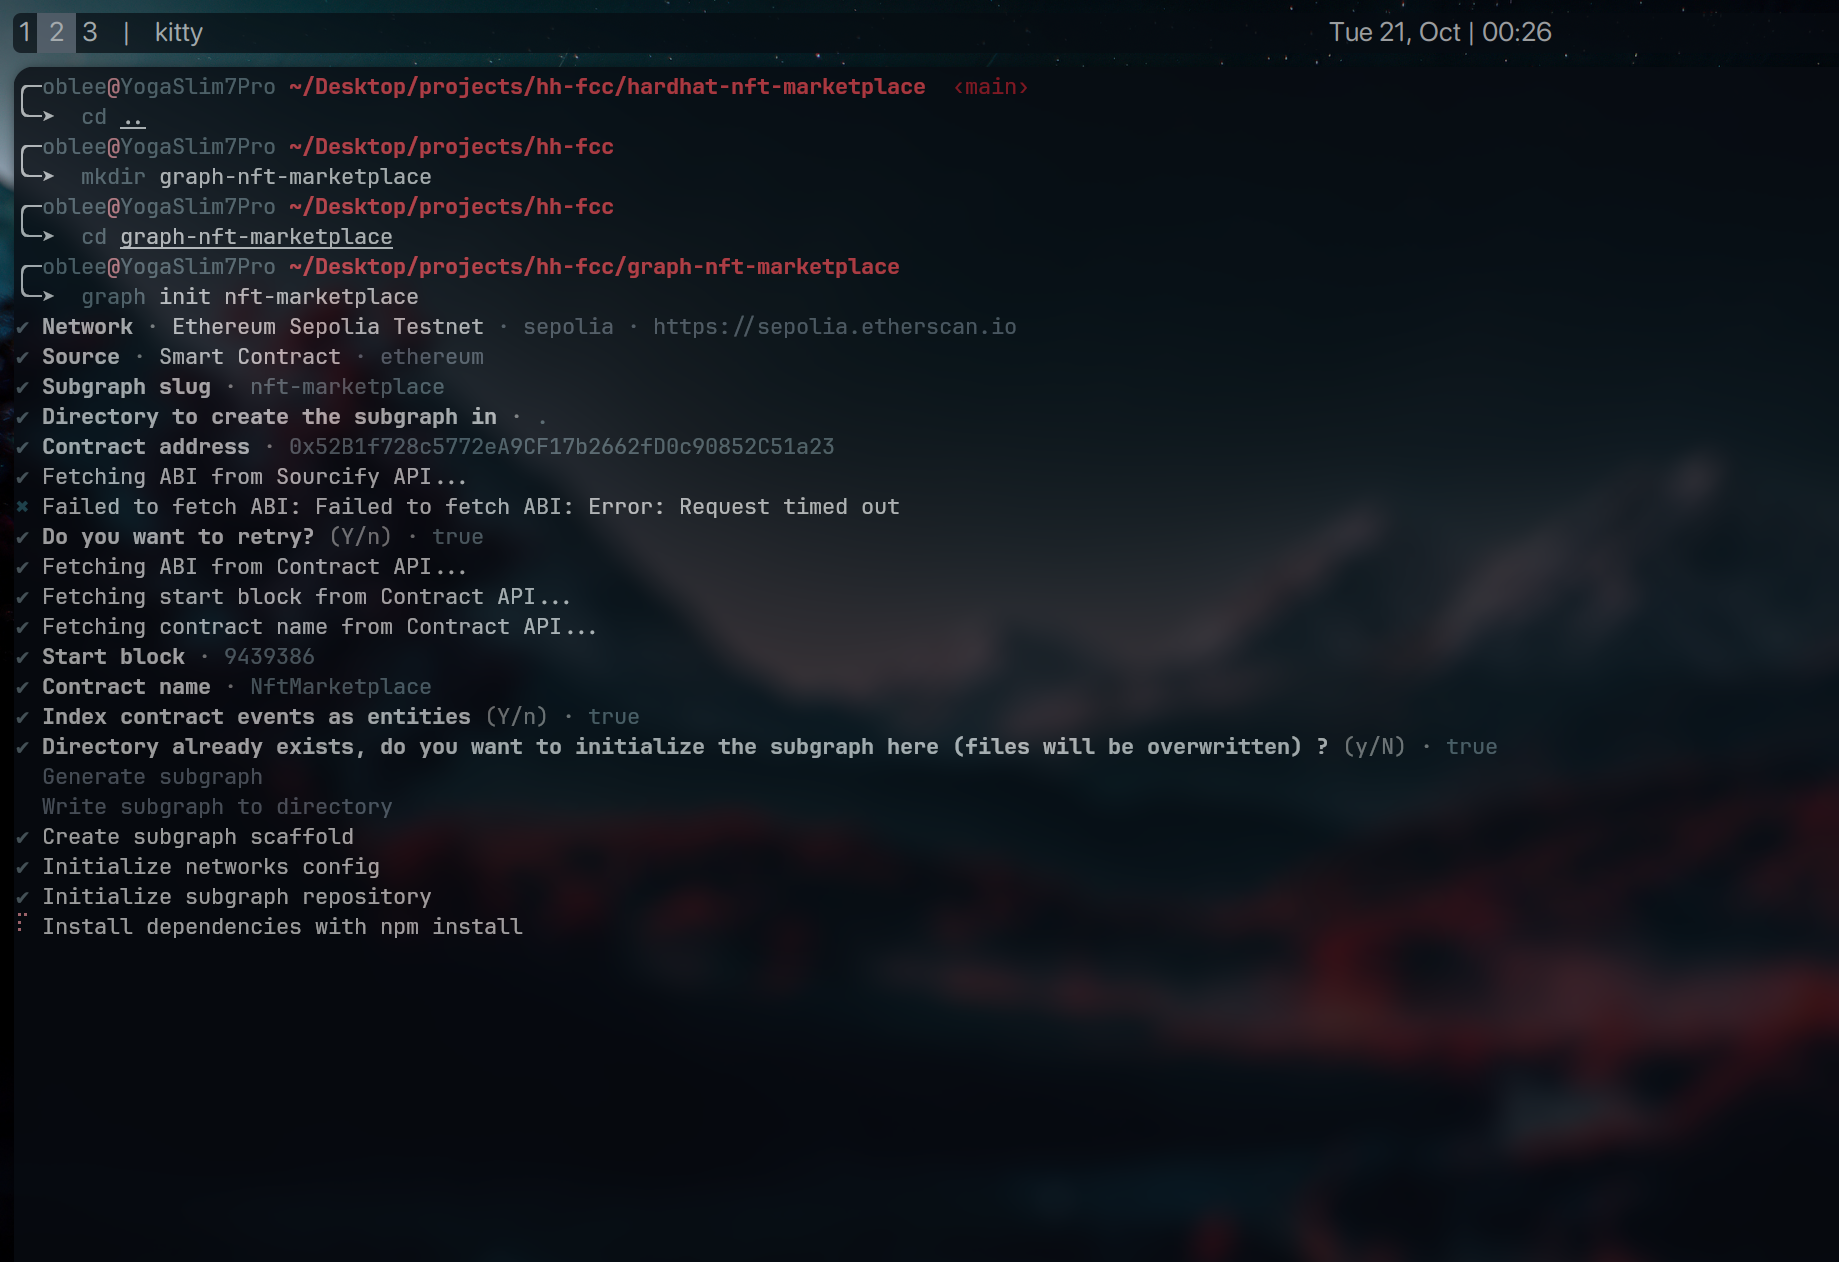 1 2 3 | kitty
Tue 21, Oct | 00:26
oblee@YogaSlim7Pro ~/Desktop/projects/hh-fcc/hardhat-nft-marketplace ‹main›
➤ cd ..
oblee@YogaSlim7Pro ~/Desktop/projects/hh-fcc
➤ mkdir graph-nft-marketplace
oblee@YogaSlim7Pro ~/Desktop/projects/hh-fcc
➤ cd graph-nft-marketplace
oblee@YogaSlim7Pro ~/Desktop/projects/hh-fcc/graph-nft-marketplace
➤ graph init nft-marketplace
✔ Network · Ethereum Sepolia Testnet · sepolia · https://sepolia.etherscan.io
✔ Source · Smart Contract · ethereum
✔ Subgraph slug · nft-marketplace
✔ Directory to create the subgraph in · .
✔ Contract address · 0x52B1f728c5772eA9CF17b2662fD0c90852C51a23
✔ Fetching ABI from Sourcify API...
✖ Failed to fetch ABI: Failed to fetch ABI: Error: Request timed out
✔ Do you want to retry? (Y/n) · true
✔ Fetching ABI from Contract API...
✔ Fetching start block from Contract API...
✔ Fetching contract name from Contract API...
✔ Start block · 9439386
✔ Contract name · NftMarketplace
✔ Index contract events as entities (Y/n) · true
✔ Directory already exists, do you want to initialize the subgraph here (files will be overwritten) ? (y/N) · true
Generate subgraph
Write subgraph to directory
✔ Create subgraph scaffold
✔ Initialize networks config
✔ Initialize subgraph repository
⠏ Install dependencies with npm install